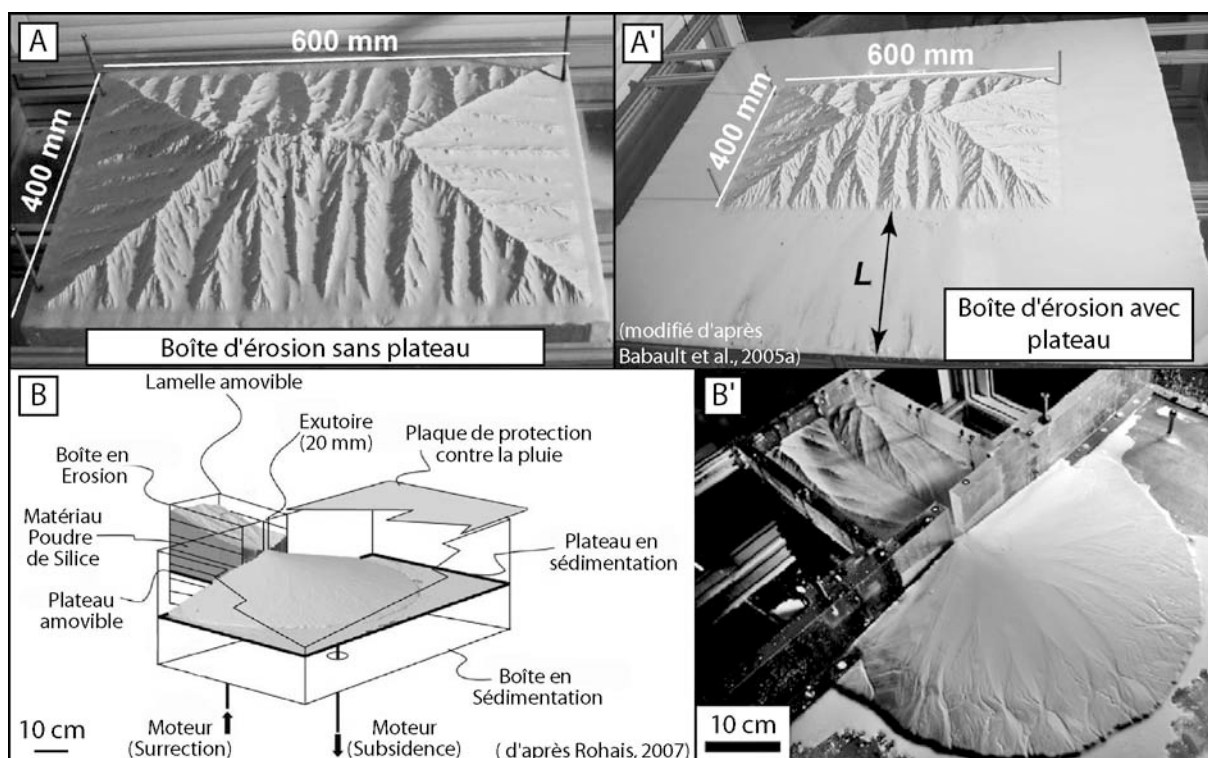 A
600 mm
400 mm
Boîte d'érosion sans plateau
A'
600 mm
400 mm
L
(modifié d'après
Babault et al., 2005a)
Boîte d'érosion avec
plateau
B
Lamelle amovible
Exutoire
(20 mm)
Plaque de protection
contre la pluie
Boîte en
Erosion
Matériau
Poudre
de Silice
Plateau
amovible
Plateau en
sédimentation
Boîte en
Sédimentation
10 cm
Moteur
(Surrection)
Moteur
(Subsidence)
( d'après Rohais, 2007)
B'
10 cm